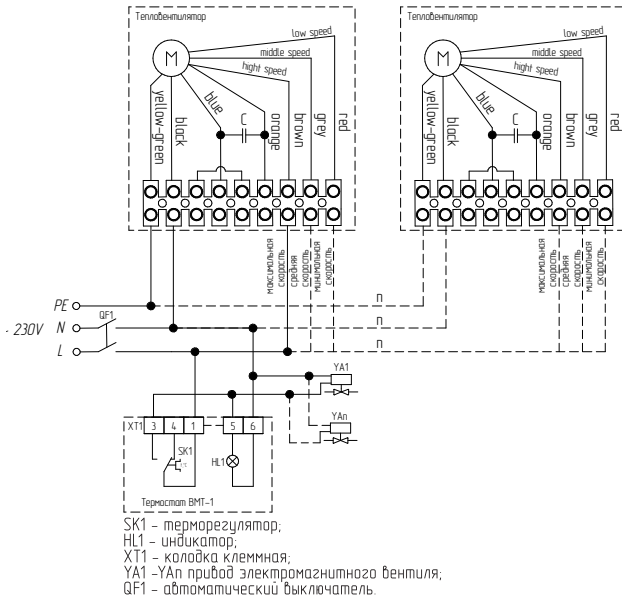 Тепловентилятор
Тепловентилятор
low speed
middle speed
hight speed
M
yellow-green
black
blue
C
orange
brown
grey
red
low speed
middle speed
hight speed
M
yellow-green
black
blue
C
orange
brown
grey
red
максимальная скорость
средняя скорость
минимальная скорость
максимальная скорость
средняя скорость
минимальная скорость
PE
n
~ 230V
QF1
N
n
L
n
YA1
YAn
XT1 3 4 1 5 6
SK1
t°C
HL1
Термостат ВМТ-1
SK1 – терморегулятор;
HL1 – индикатор;
XT1 – колодка клеммная;
YA1 -YAn привод электромагнитного вентиля;
QF1 – автоматический выключатель.